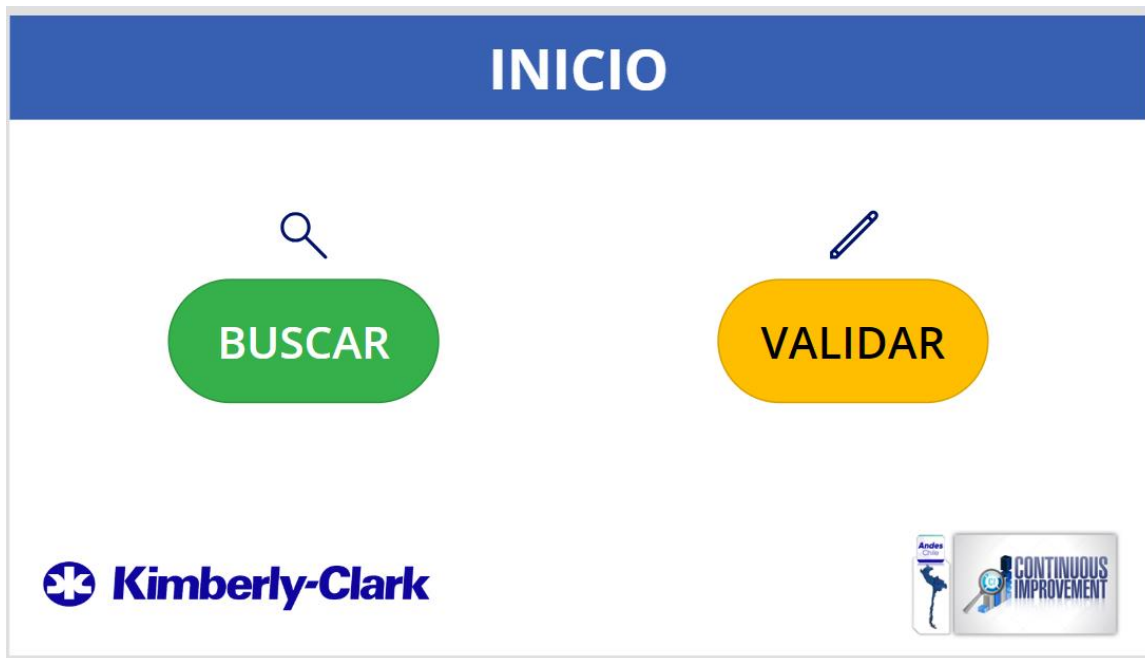 INICIO
BUSCAR
VALIDAR
Kimberly-Clark
Andes
Chile
CONTINUOUS
IMPROVEMENT